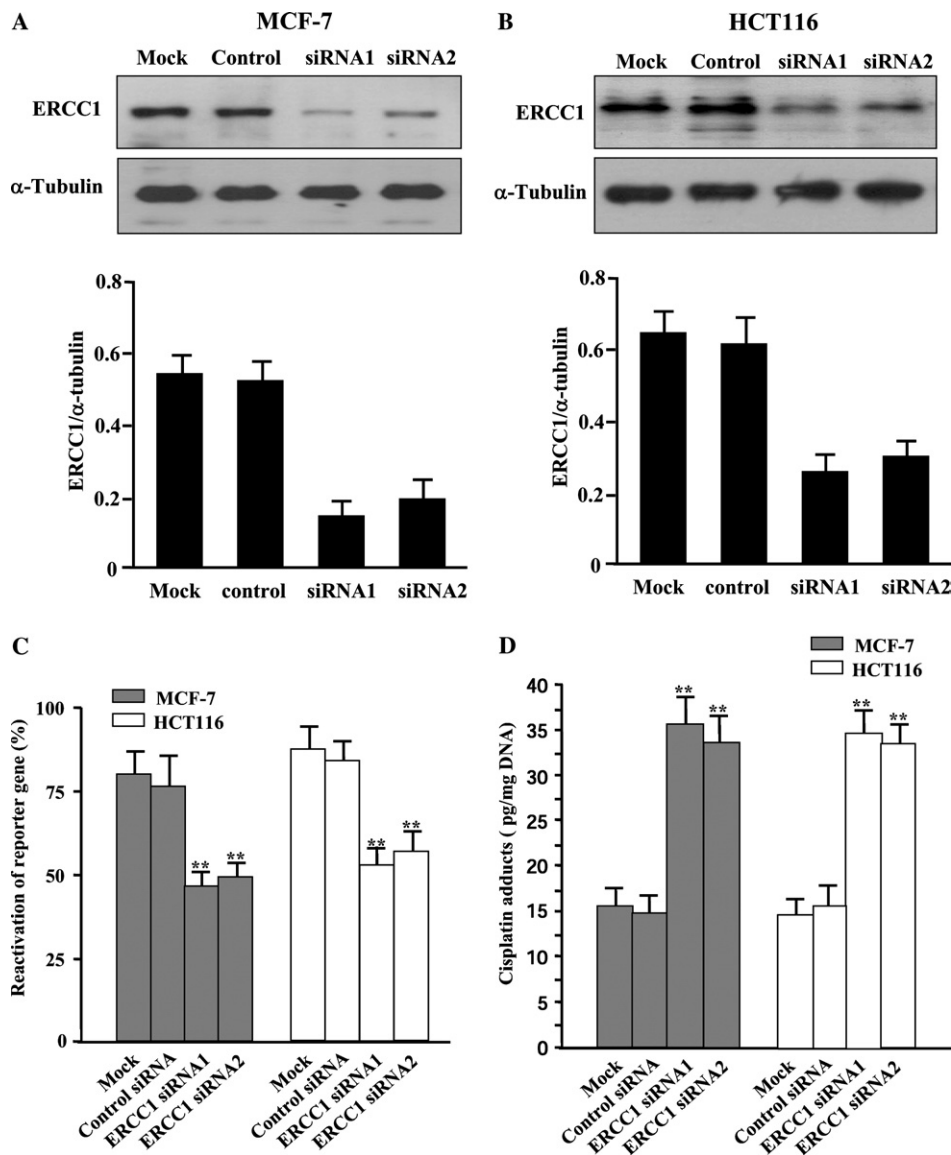 A
MCF-7
Mock Control siRNA1 siRNA2
ERCC1
α-Tubulin
0.8
0.6
0.4
0.2
0
ERCC1/α-tubulin
Mock control siRNA1 siRNA2
B
HCT116
Mock Control siRNA1 siRNA2
ERCC1
α-Tubulin
0.8
0.6
0.4
0.2
0
ERCC1/α-tubulin
Mock control siRNA1 siRNA2
C
MCF-7
HCT116
100
75
50
25
0
Reactivation of reporter gene (%)
** ** ** **
Mock
Control siRNA
ERCC1 siRNA1
ERCC1 siRNA2
Mock
Control siRNA
ERCC1 siRNA1
ERCC1 siRNA2
D
MCF-7
HCT116
40
35
30
25
20
15
14
13
10
5
0
Cisplatin adducts ( pg/mg DNA)
** ** ** **
Mock
Control siRNA
ERCC1 siRNA1
ERCC1 siRNA2
Mock
Control siRNA
ERCC1 siRNA1
ERCC1 siRNA2